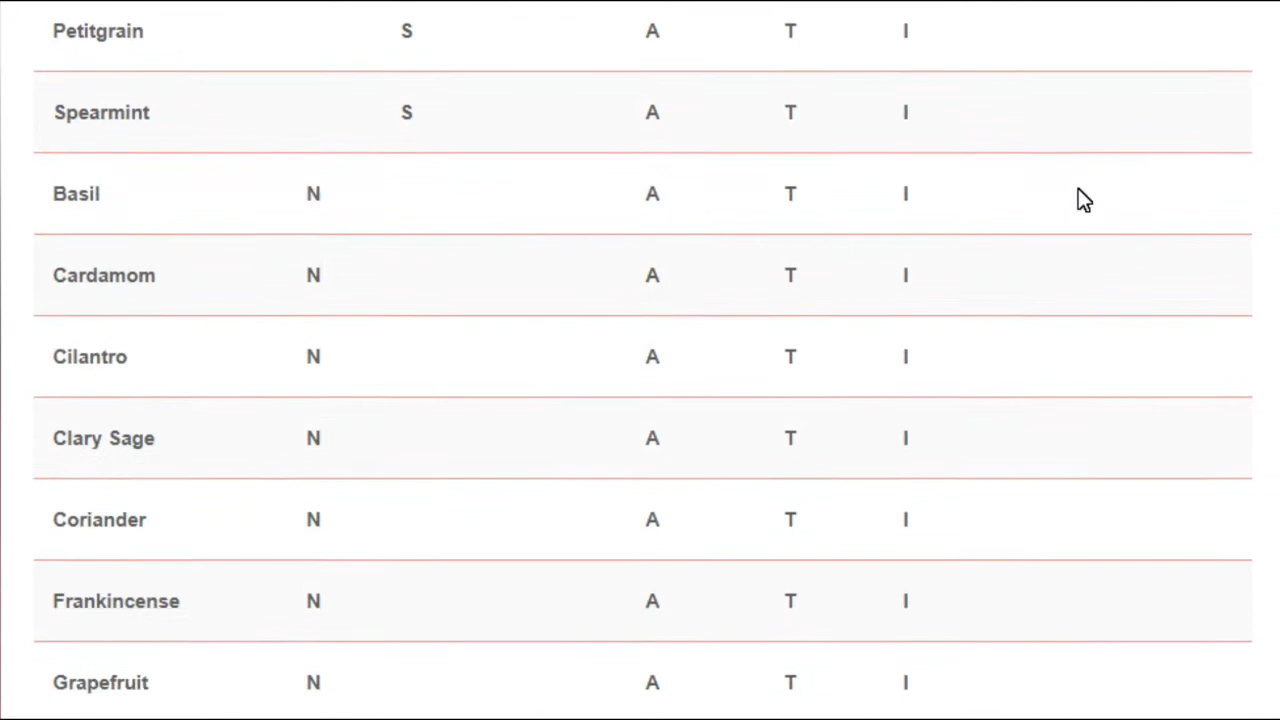 Petitgrain S A T I
Spearmint S A T I
Basil N A T I
Cardamom N A T I
Cilantro N A T I
Clary Sage N A T I
Coriander N A T I
Frankincense N A T I
Grapefruit N A T I